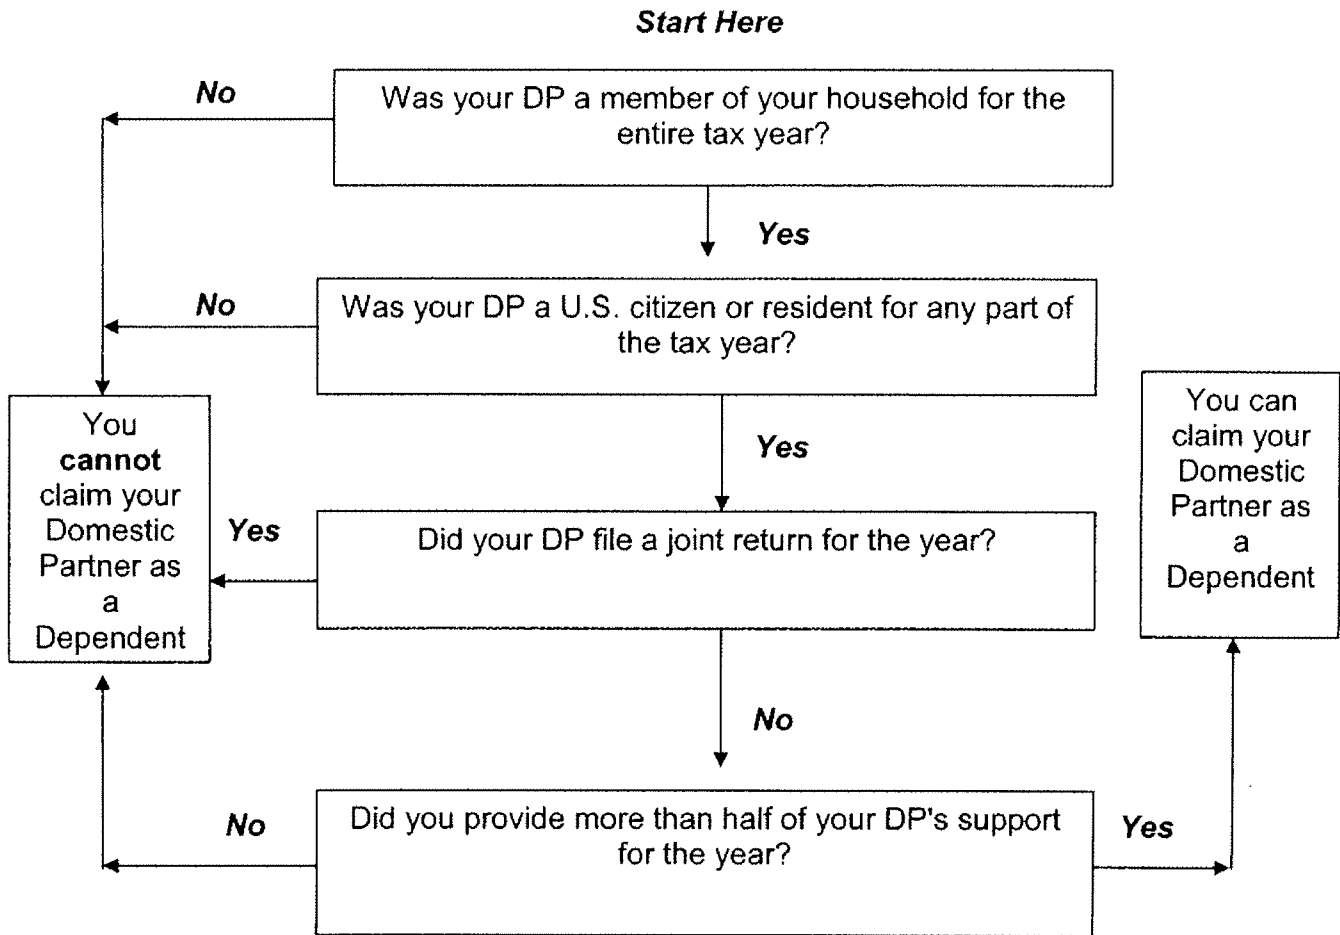 Start Here
No
Was your DP a member of your household for the
entire tax year?
Yes
No
Was your DP a U.S. citizen or resident for any part of
the tax year?
Yes
You
cannot
claim your
Domestic
Partner as
a
Dependent
Yes
Did your DP file a joint return for the year?
You can
claim your
Domestic
Partner as
a
Dependent
No
No
Did you provide more than half of your DP's support
for the year?
Yes